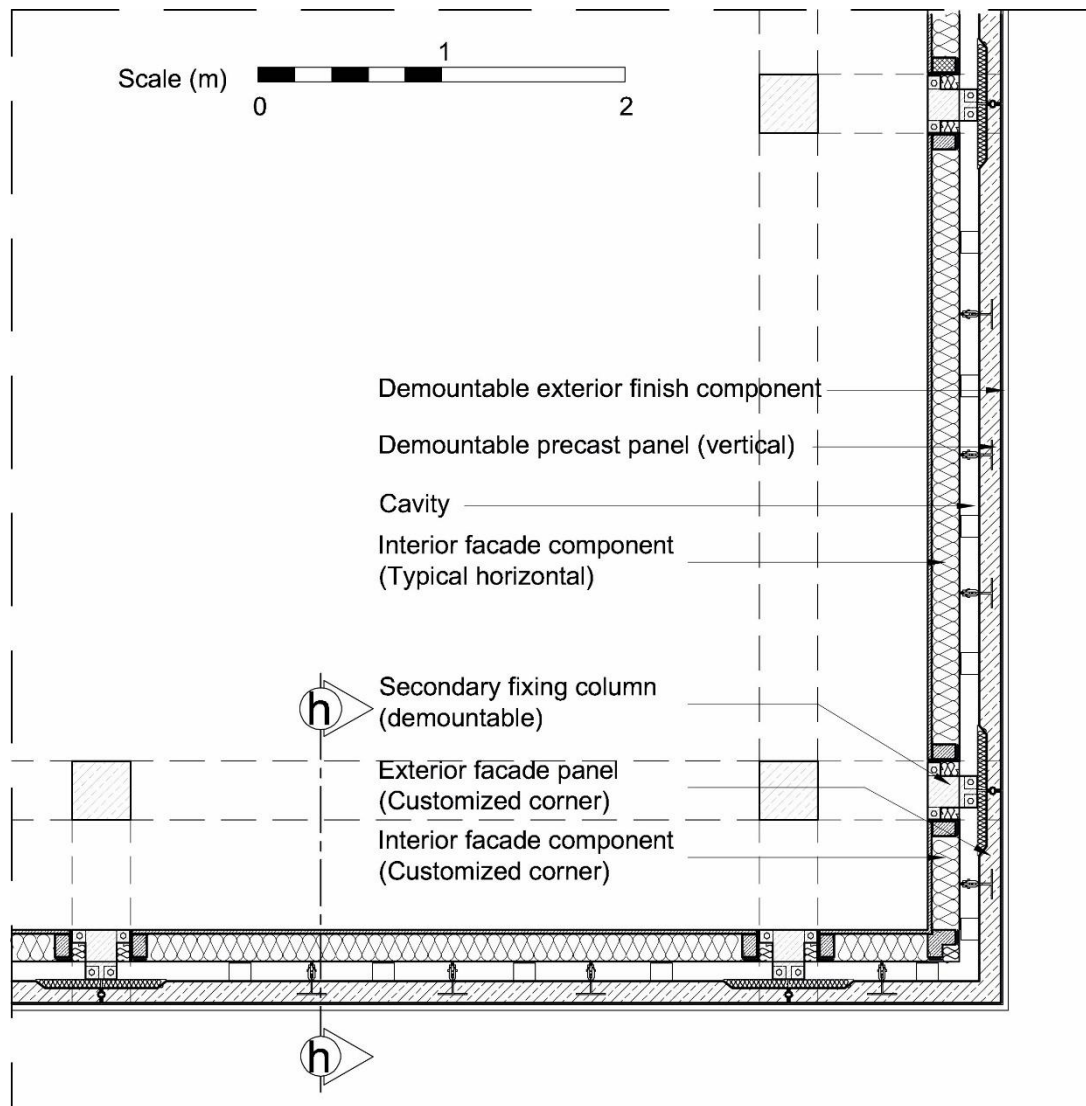 1
Scale (m)
0 2
Demountable exterior finish component
Demountable precast panel (vertical)
Cavity
Interior facade component
(Typical horizontal)
h
Secondary fixing column
(demountable)
Exterior facade panel
(Customized corner)
Interior facade component
(Customized corner)
h